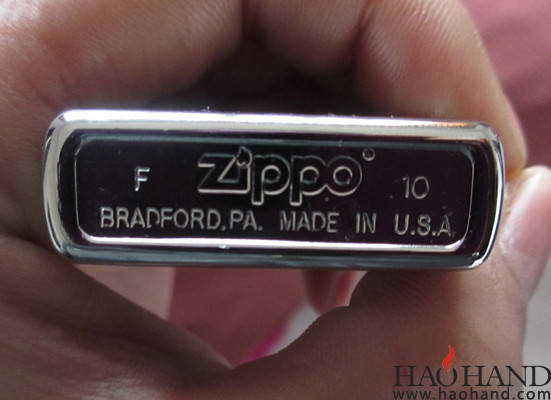 F zippo 10
BRADFORD, PA. MADE IN U.S.A
HAOHAND
www.haohand.com